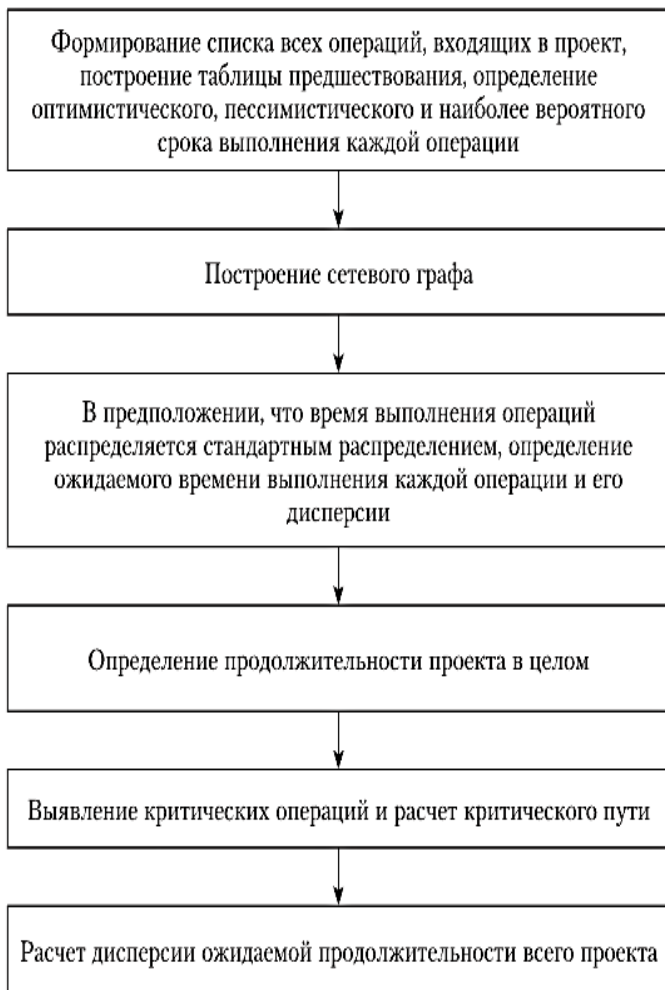 Формирование списка всех операций, входящих в проект,
построение таблицы предшествования, определение
оптимистического, пессимистического и наиболее вероятного
срока выполнения каждой операции
Построение сетевого графа
В предположении, что время выполнения операций
распределяется стандартным распределением, определение
ожидаемого времени выполнения каждой операции и его
дисперсии
Определение продолжительности проекта в целом
Выявление критических операций и расчет критического пути
Расчет дисперсии ожидаемой продолжительности всего проекта